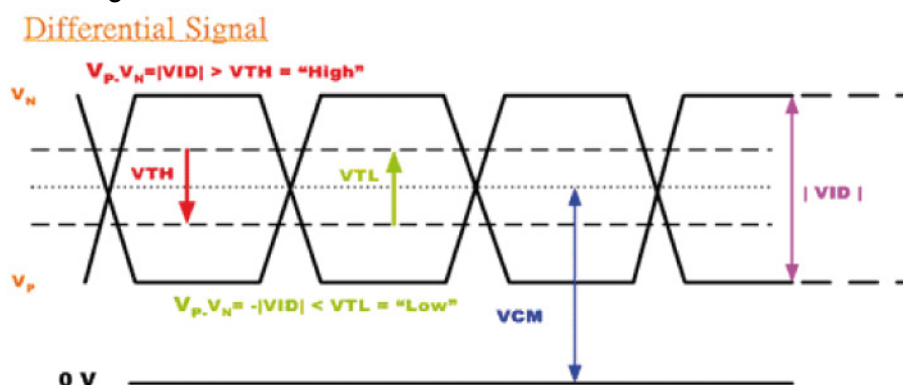 Differential Signal
VP-VN=|VID| > VTH = “High”
VN
VTH
VTL
| VID |
VP
VP-VN= -|VID| < VTL = “Low”
VCM
0 V